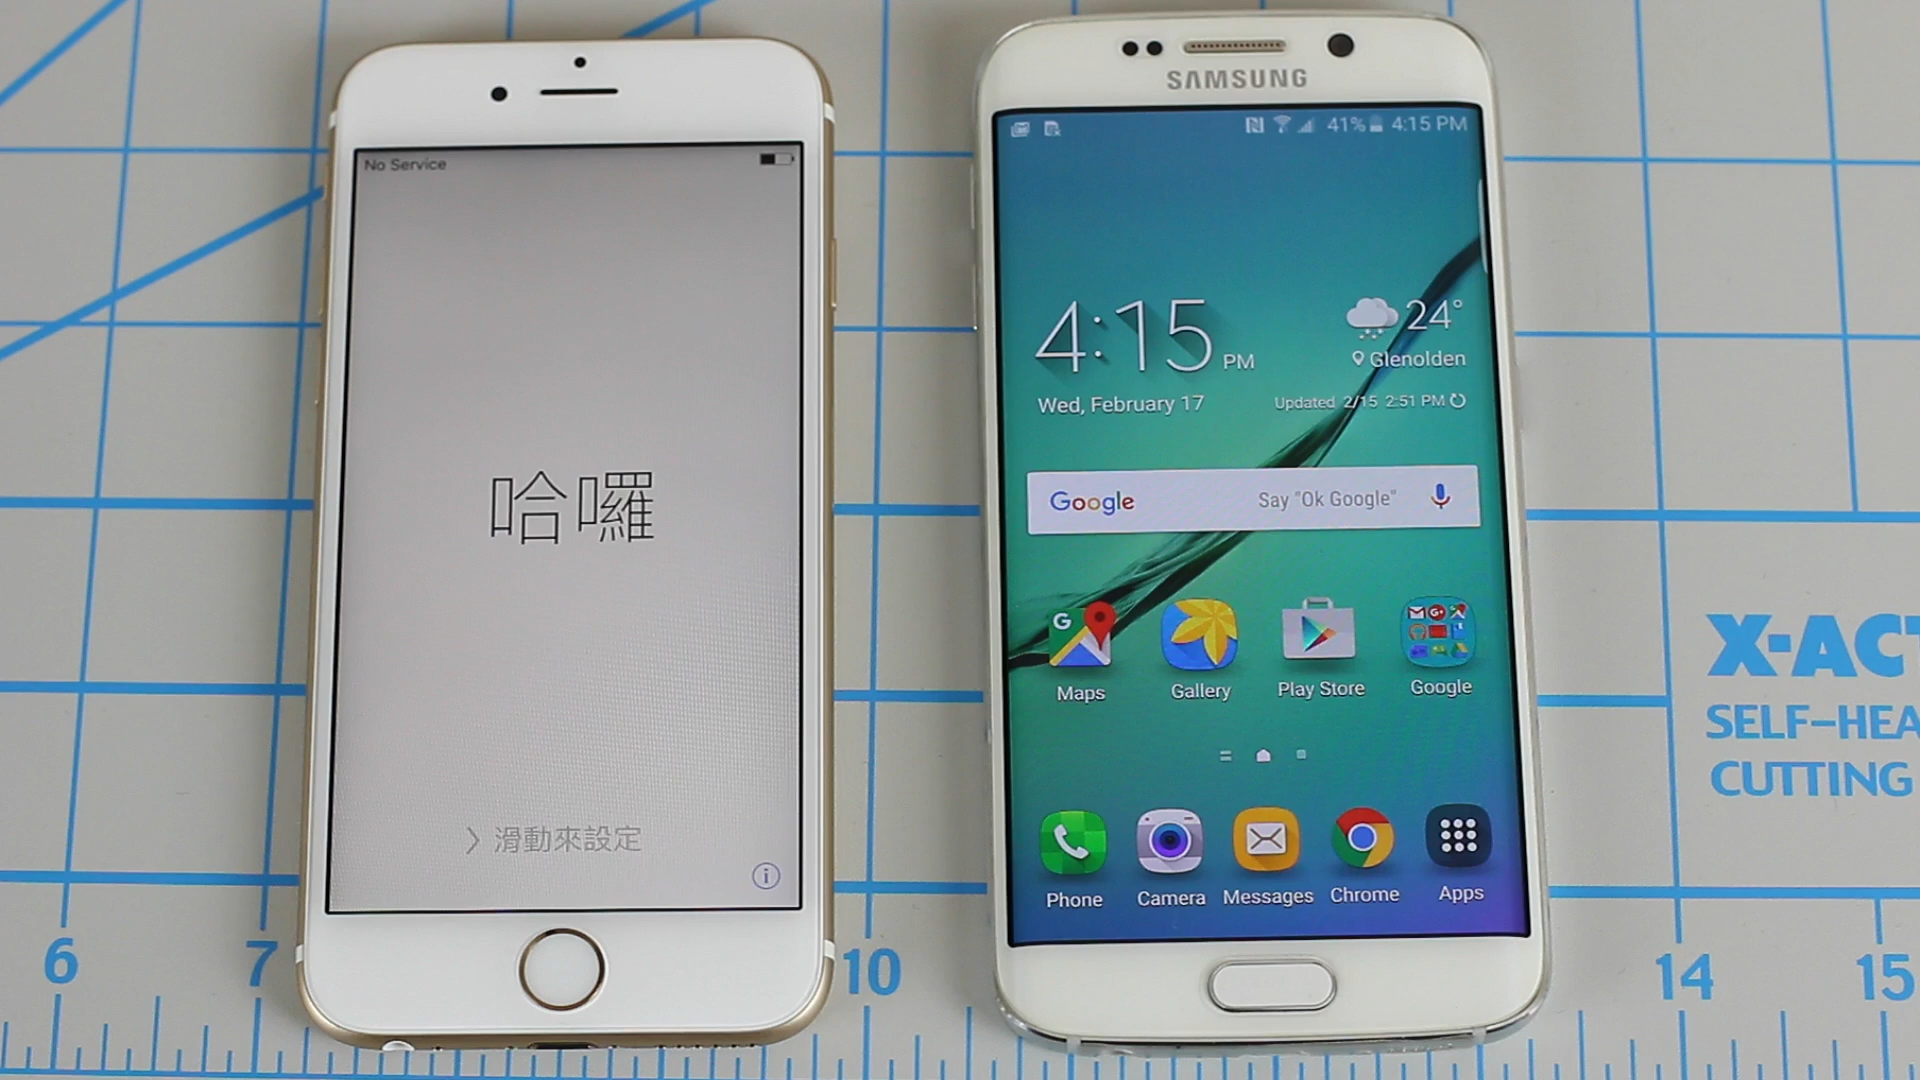 No Service
哈囉
滑動來設定
SAMSUNG
41% 4:15 PM
4:15 PM
24°
Glenolden
Wed, February 17
Updated 2/15 2:51 PM
Google
Say "Ok Google"
G
Maps
Gallery
Play Store
Google
Phone
Camera
Messages
Chrome
Apps
X-ACT
SELF-HEA
CUTTING
6
7
10
14
15